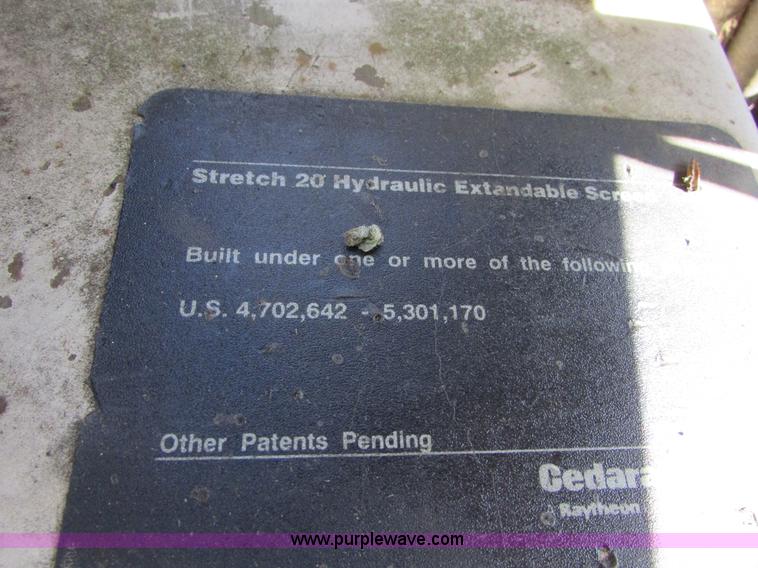 Stretch 20 Hydraulic Extandable
Built under one or more of the
U.S. 4,702,642 - 5,301,170
Other Patents Pending
Raytheon
www.purplewave.com